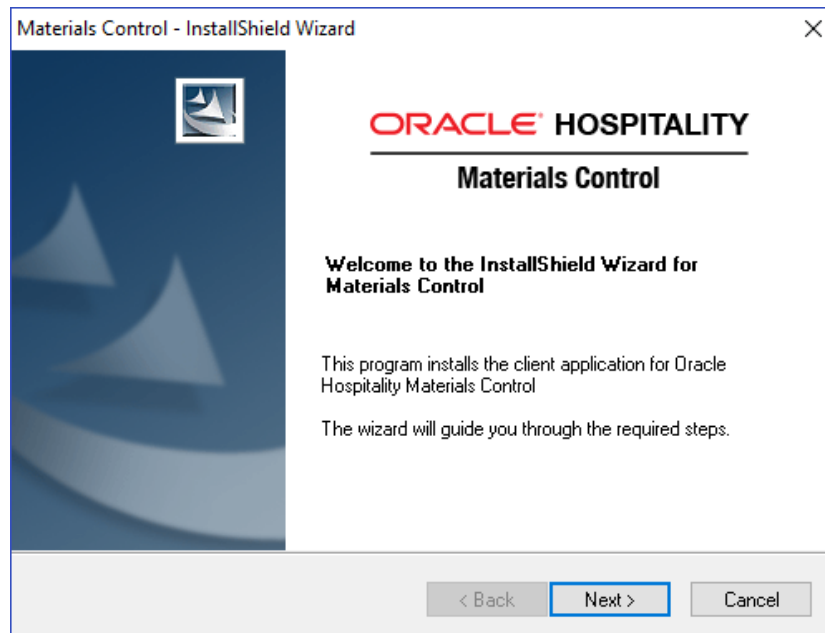 Materials Control - InstallShield Wizard
ORACLE® HOSPITALITY
Materials Control
Welcome to the InstallShield Wizard for
Materials Control
This program installs the client application for Oracle
Hospitality Materials Control
The wizard will guide you through the required steps.
< Back
Next >
Cancel